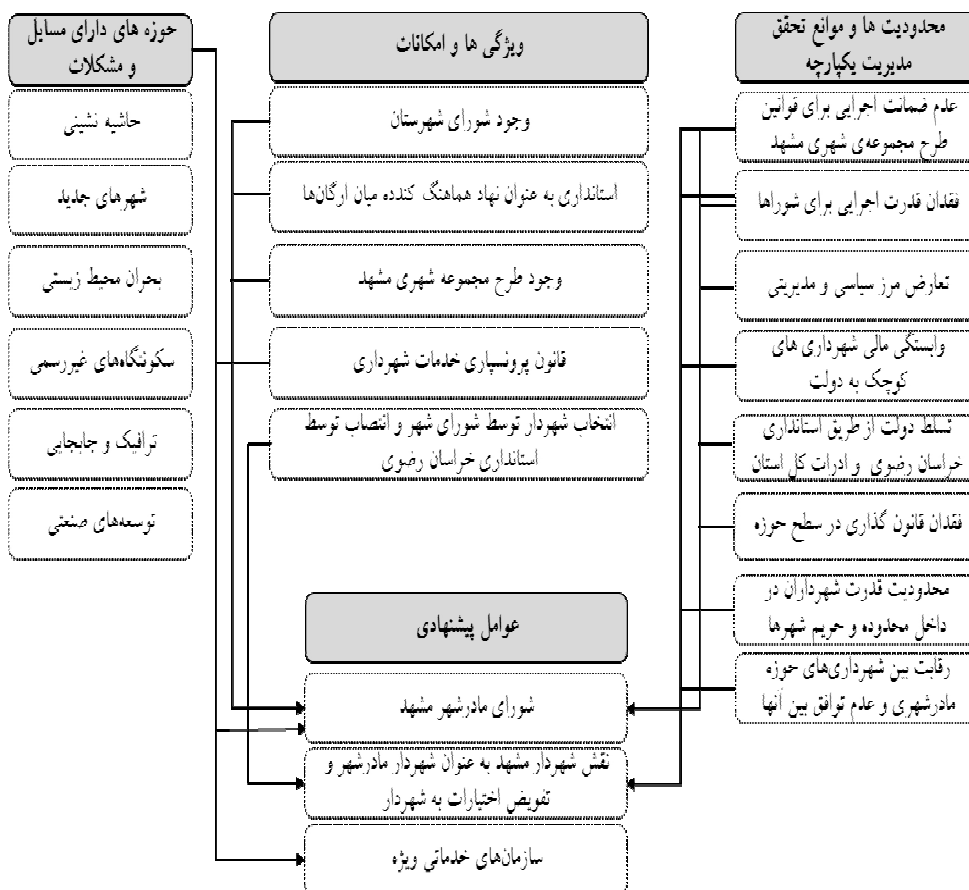 محدودیت ها و موانع تحقق
مدیریت یکپارچه
عدم ضمانت اجرایی برای قوانین
طرح مجموعه‌ی شهری مشهد
فقدان قدرت اجرایی برای شوراها
تعارض مرز سیاسی و مدیریتی
وابستگی مالی شهرداری های
کوچک به دولت
تسلط دولت از طریق استانداری
خراسان رضوی و ادرات کل استان
فقدان قانون گذاری در سطح حوزه
محدودیت قدرت شهرداران در
داخل محدوده و حریم شهرها
رقابت بین شهرداری‌های حوزه
مادرشهری و عدم توافق بین آنها
ویژگی ها و امکانات
وجود شورای شهرستان
استانداری به عنوان نهاد هماهنگ کننده میان ارگان‌ها
وجود طرح مجموعه شهری مشهد
قانون برونسپاری خدمات شهرداری
انتخاب شهردار توسط شورای شهر و انتصاب توسط
استانداری خراسان رضوی
عوامل پیشنهادی
شورای مادرشهر مشهد
نقش شهردار مشهد به عنوان شهردار مادرشهر و
تفویض اختیارات به شهردار
سازمان‌های خدماتی ویژه
حوزه های دارای مسایل
و مشکلات
حاشیه نشینی
شهرهای جدید
بحران محیط زیستی
سکونتگاه‌های غیررسمی
ترافیک و جابجایی
توسعه‌های صنعتی